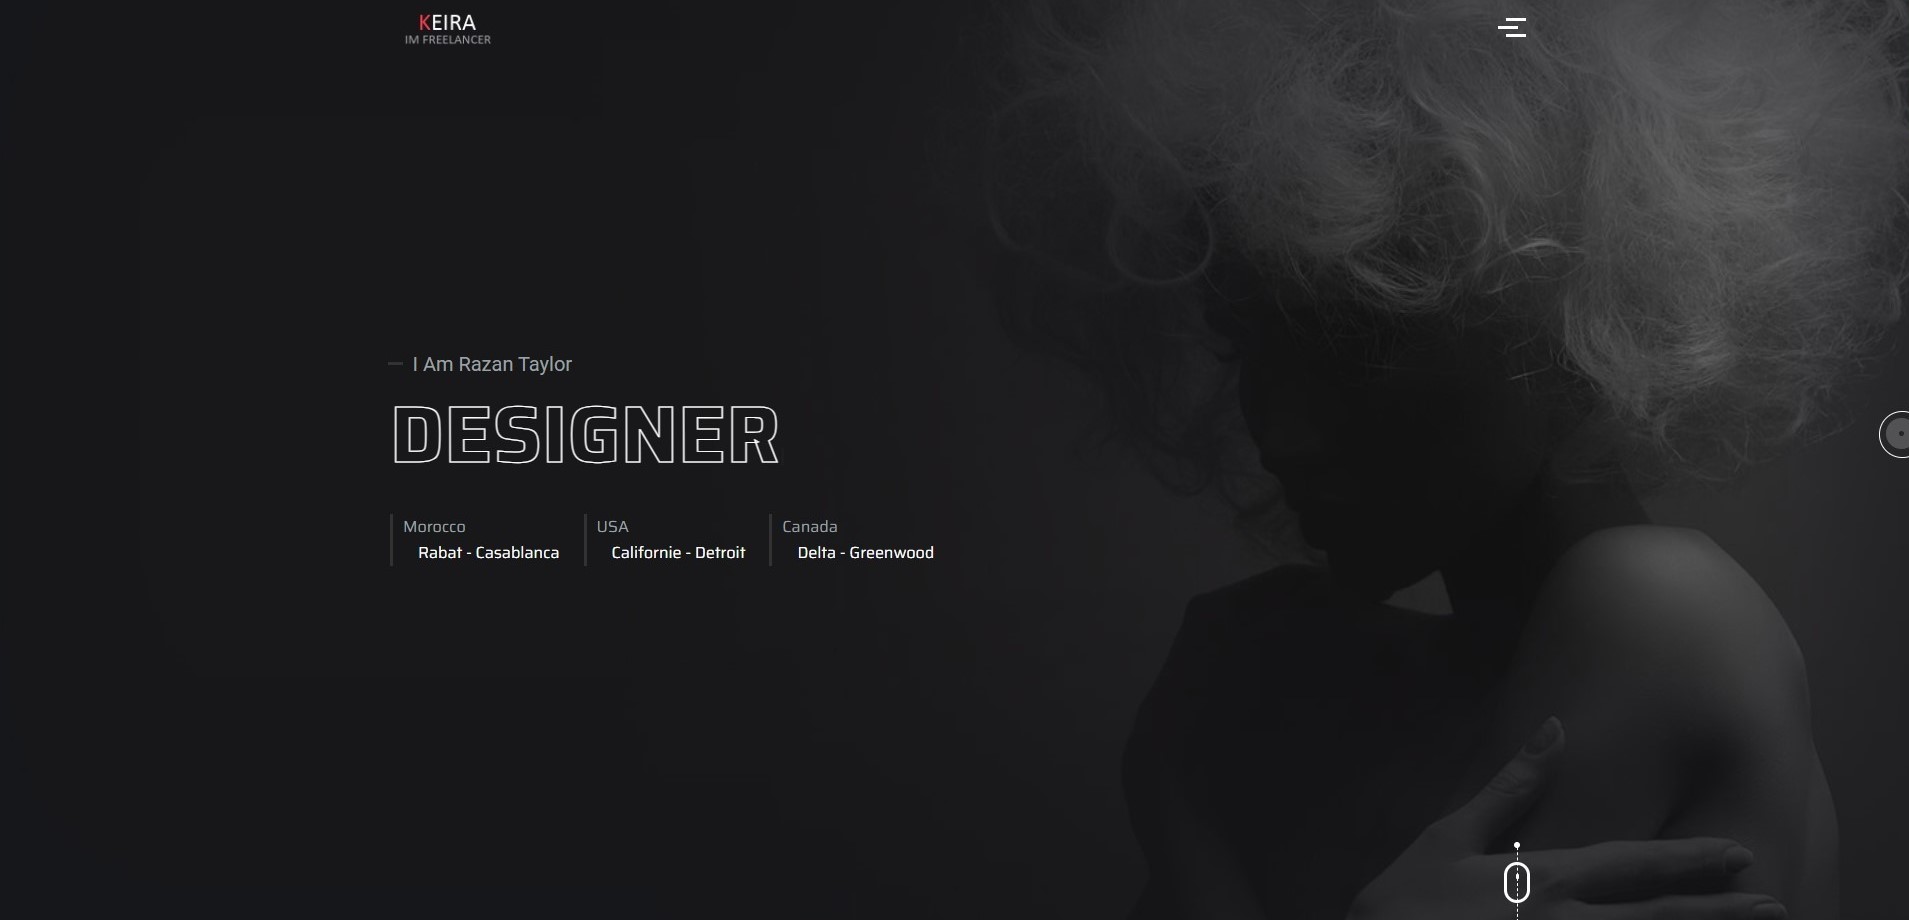 KEIRA
IM FREELANCER
I Am Razan Taylor
DESIGNER
Morocco
Rabat - Casablanca
USA
Californie - Detroit
Canada
Delta - Greenwood